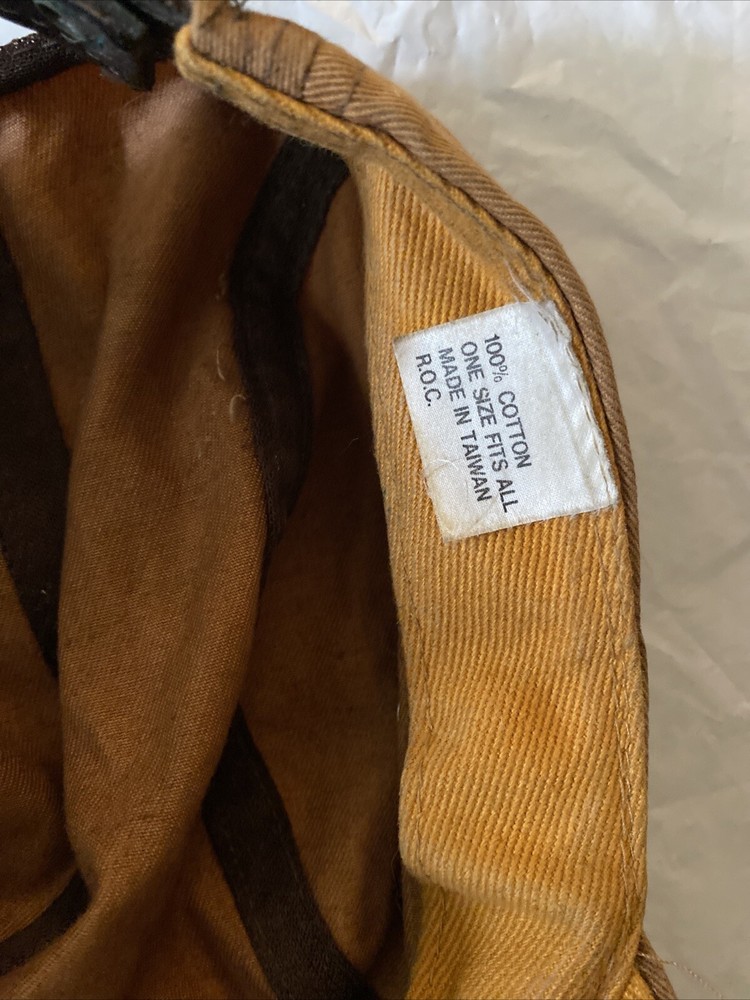 100% COTTON
ONE SIZE FITS ALL
MADE IN TAIWAN
R.O.C.